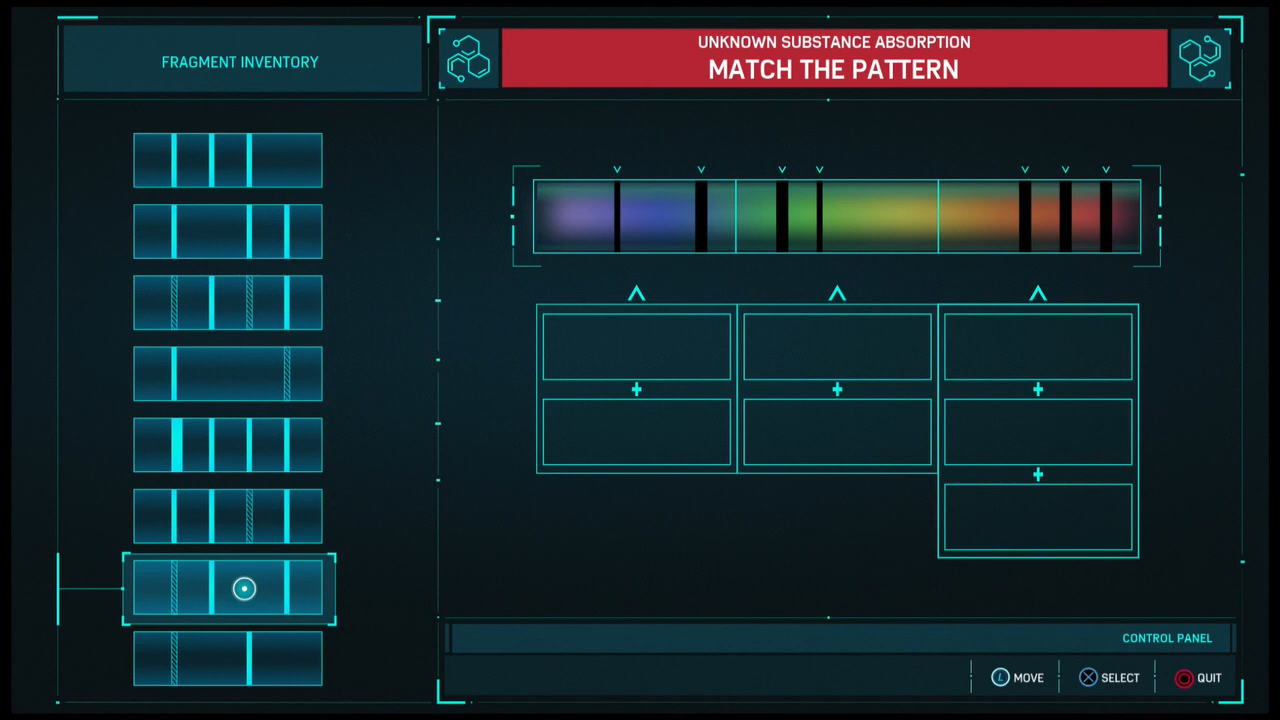 FRAGMENT INVENTORY
UNKNOWN SUBSTANCE ABSORPTION
MATCH THE PATTERN
CONTROL PANEL
L MOVE
SELECT
QUIT